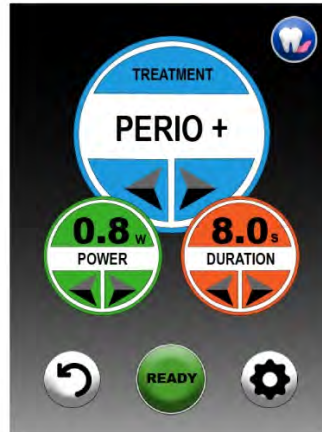 TREATMENT
PERIO +
0.8 W
POWER
8.0 s
DURATION
READY